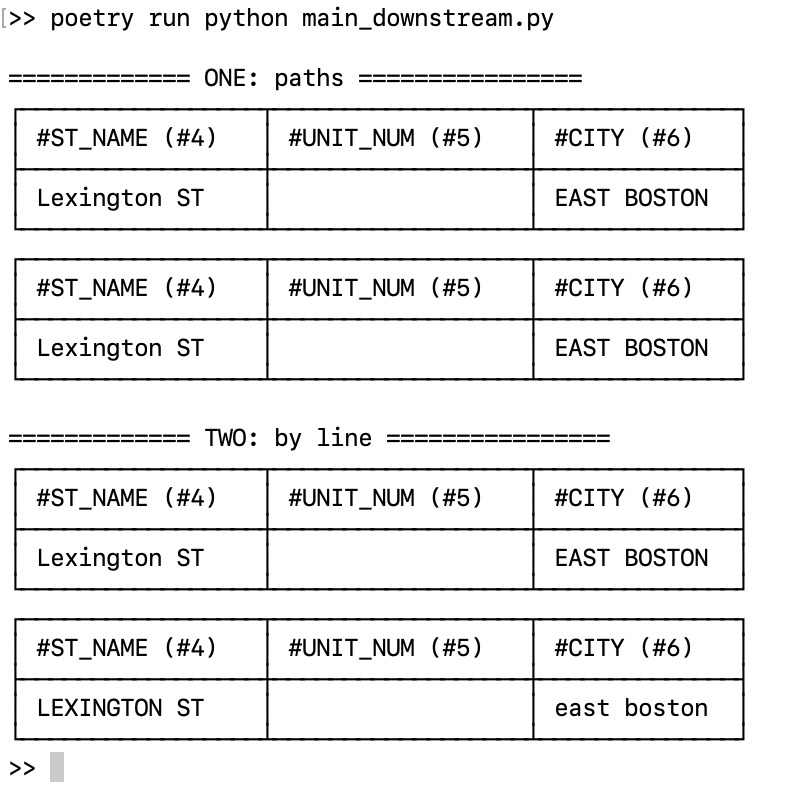 [>> poetry run python main_downstream.py
============= ONE: paths ================
#ST_NAME (#4) #UNIT_NUM (#5) #CITY (#6)
Lexington ST EAST BOSTON
#ST_NAME (#4) #UNIT_NUM (#5) #CITY (#6)
Lexington ST EAST BOSTON
============= TWO: by line ================
#ST_NAME (#4) #UNIT_NUM (#5) #CITY (#6)
Lexington ST EAST BOSTON
#ST_NAME (#4) #UNIT_NUM (#5) #CITY (#6)
LEXINGTON ST east boston
>>